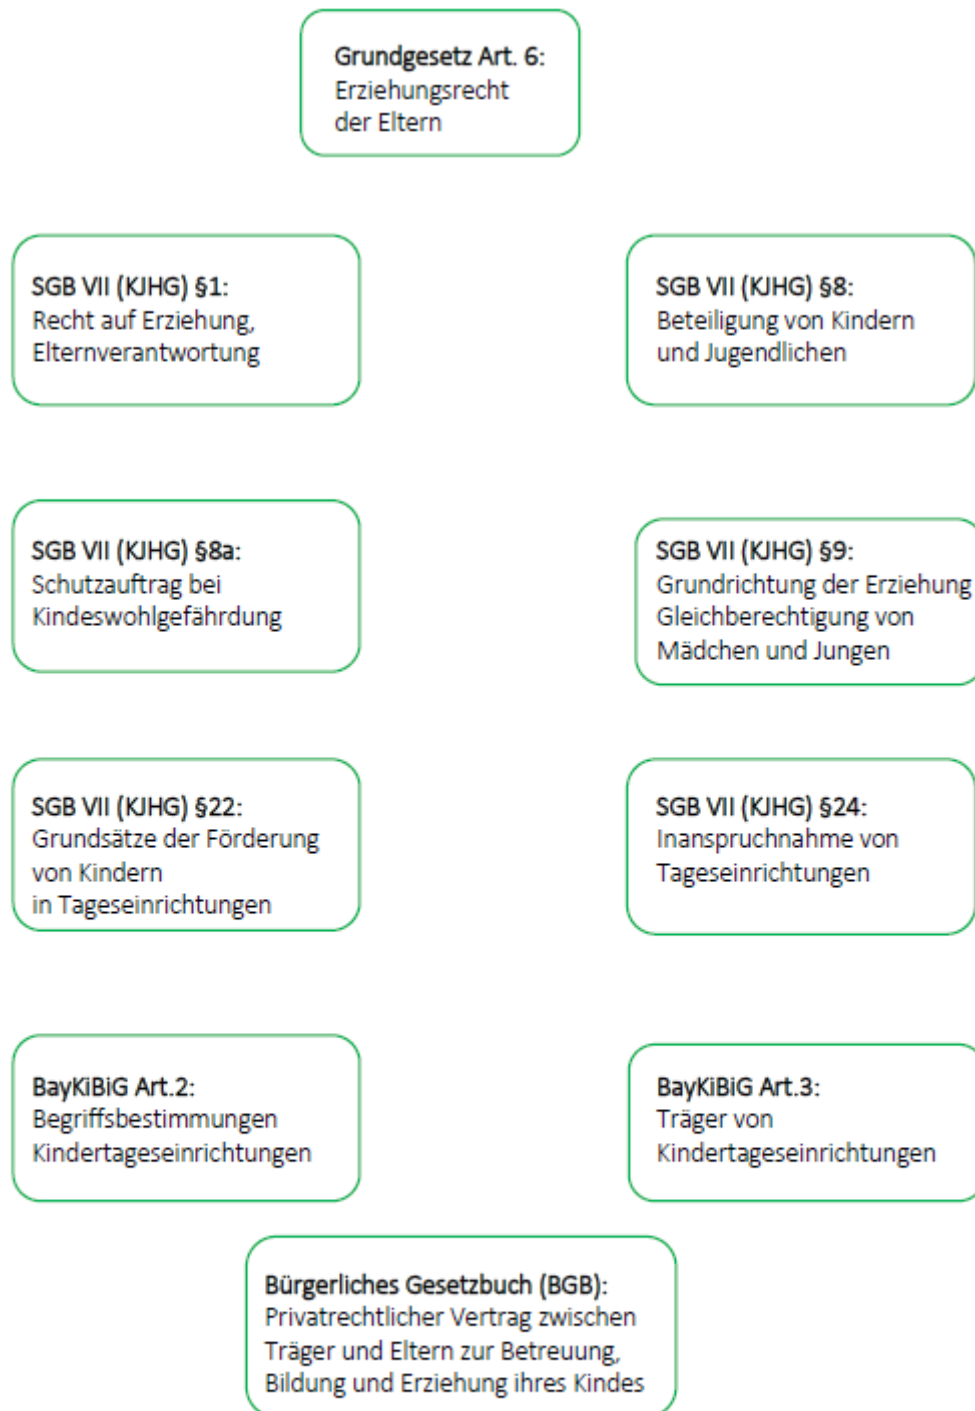 Grundgesetz Art. 6:
Erziehungsrecht
der Eltern
SGB VII (KJHG) §1:
Recht auf Erziehung,
Elternverantwortung
SGB VII (KJHG) §8:
Beteiligung von Kindern
und Jugendlichen
SGB VII (KJHG) §8a:
Schutzauftrag bei
Kindeswohlgefährdung
SGB VII (KJHG) §9:
Grundrichtung der Erziehung
Gleichberechtigung von
Mädchen und Jungen
SGB VII (KJHG) §22:
Grundsätze der Förderung
von Kindern
in Tageseinrichtungen
SGB VII (KJHG) §24:
Inanspruchnahme von
Tageseinrichtungen
BayKiBiG Art.2:
Begriffsbestimmungen
Kindertageseinrichtungen
BayKiBiG Art.3:
Träger von
Kindertageseinrichtungen
Bürgerliches Gesetzbuch (BGB):
Privatrechtlicher Vertrag zwischen
Träger und Eltern zur Betreuung,
Bildung und Erziehung ihres Kindes